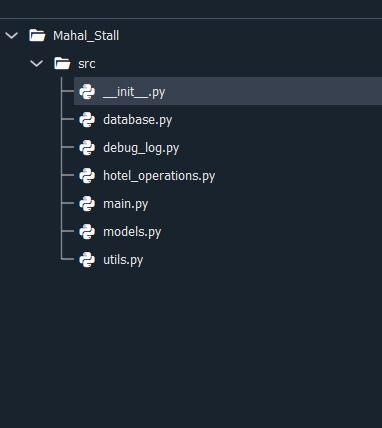 Mahal_Stall
src
__init__.py
database.py
debug_log.py
hotel_operations.py
main.py
models.py
utils.py